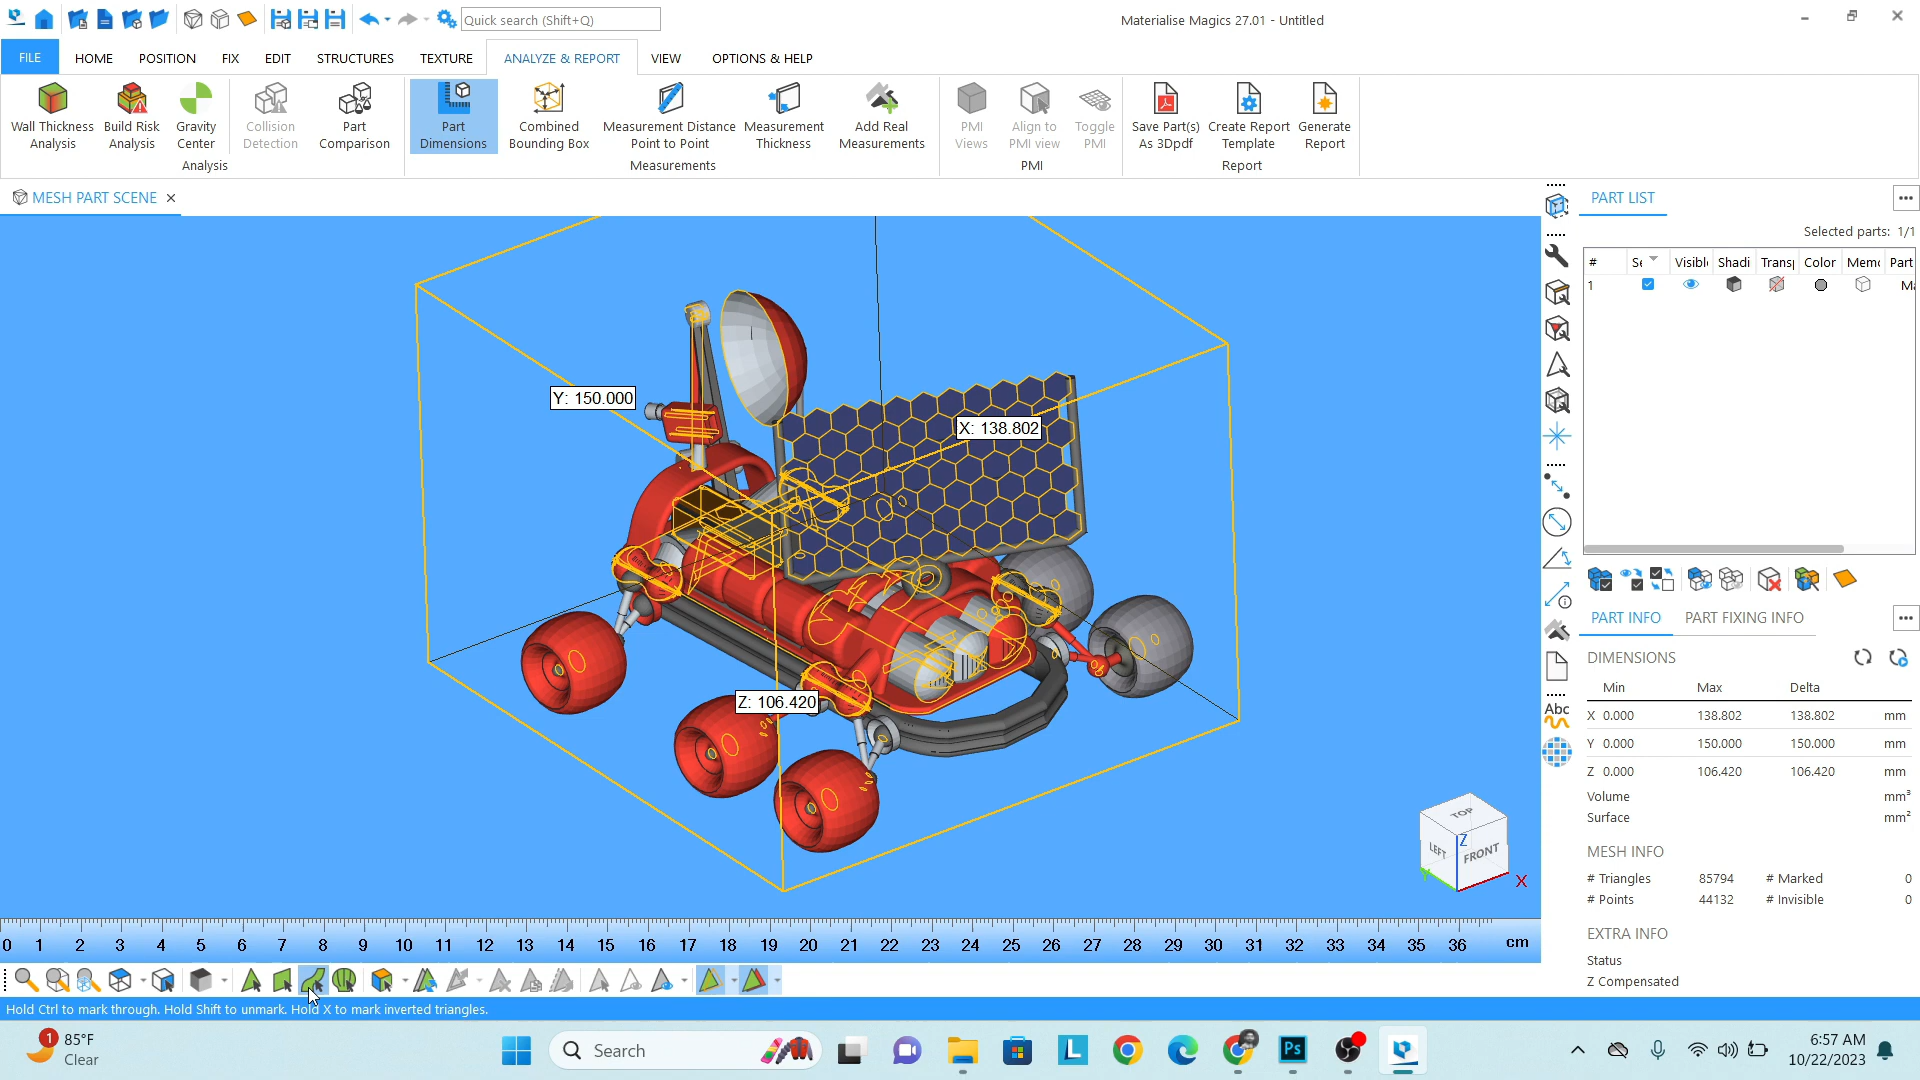 Quick search (Shift+Q)
Materialise Magics 27.01 - Untitled
FILE HOME POSITION FIX EDIT STRUCTURES TEXTURE ANALYZE & REPORT VIEW OPTIONS & HELP
Wall Thickness Analysis
Build Risk Analysis
Gravity Center
Collision Detection
Part Comparison
Part Dimensions
Combined Bounding Box
Measurement Distance Point to Point
Measurement Thickness
Add Real Measurements
PMI Views
Align to PMI view
Toggle PMI
Save Part(s) As 3Dpdf
Create Report Template
Generate Report
Analysis
Measurements
PMI
Report
MESH PART SCENE
Y: 150.000
X: 138.802
Z: 106.420
TOP
LEFT
FRONT
Z
Y
X
PART LIST
Selected parts: 1/1
# Se Visibl Shadi Transp Color Memo Part
1 Ma
Abc
PART INFO PART FIXING INFO
DIMENSIONS
Min Max Delta
X 0.000 138.802 138.802 mm
Y 0.000 150.000 150.000 mm
Z 0.000 106.420 106.420 mm
Volume mm³
Surface mm²
MESH INFO
# Triangles 85794 # Marked 0
# Points 44132 # Invisible 0
EXTRA INFO
Status
Z Compensated
0 1 2 3 4 5 6 7 8 9 10 11 12 13 14 15 16 17 18 19 20 21 22 23 24 25 26 27 28 29 30 31 32 33 34 35 36 cm
Hold Ctrl to mark through. Hold Shift to unmark. Hold X to mark inverted triangles.
1
85°F
Clear
Search
L
Ps
6:57 AM
10/22/2023